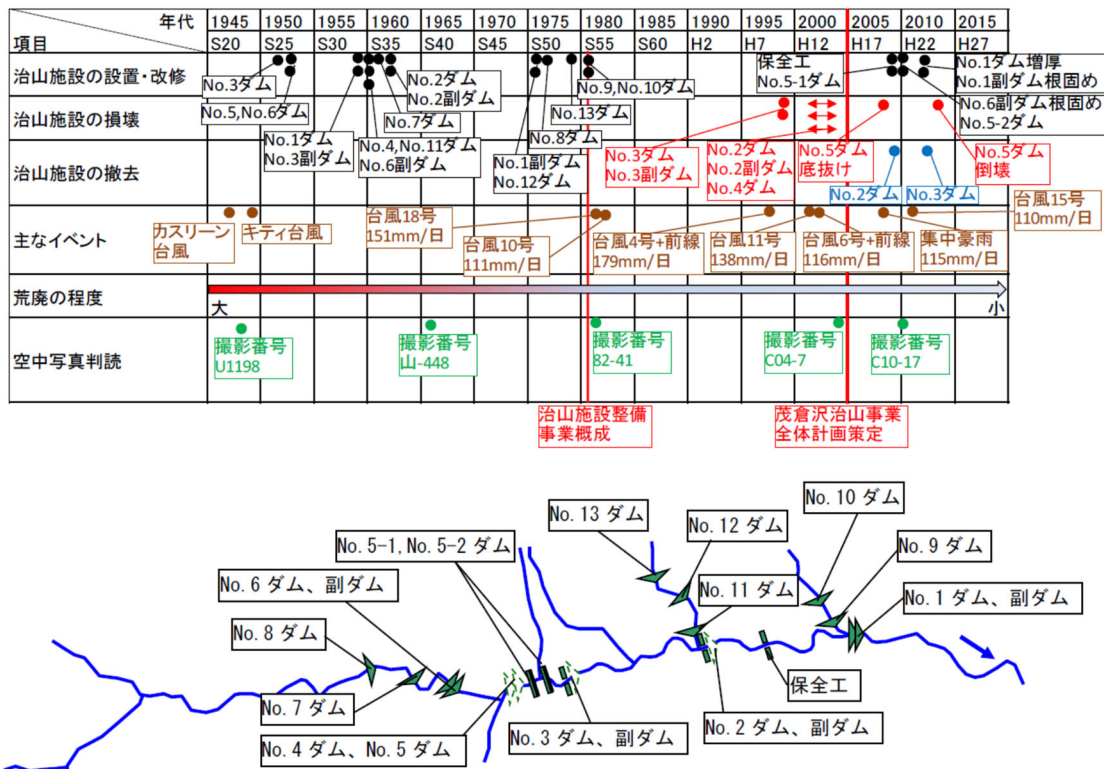 年代
項目
1945 1950 1955 1960 1965 1970 1975 1980 1985 1990 1995 2000 2005 2010 2015
S20 S25 S30 S35 S40 S45 S50 S55 S60 H2 H7 H12 H17 H22 H27
治山施設の設置・改修
No.3ダム
No.5,No.6ダム
No.1ダム
No.3副ダム
No.2ダム
No.2副ダム
No.7ダム
No.4,No.11ダム
No.6副ダム
No.9,No.10ダム
No.13ダム
No.8ダム
No.1副ダム
No.12ダム
保全工
No.5-1ダム
No.1ダム増厚
No.1副ダム根固め
No.6副ダム根固め
No.5-2ダム
治山施設の損壊
No.3ダム
No.3副ダム
No.2ダム
No.2副ダム
No.4ダム
No.5ダム
底抜け
No.5ダム
倒壊
治山施設の撤去
No.2ダム
No.3ダム
主なイベント
カスリーン
台風
キティ台風
台風18号
151mm/日
台風10号
111mm/日
台風4号+前線
179mm/日
台風11号
138mm/日
台風6号+前線
116mm/日
集中豪雨
115mm/日
台風15号
110mm/日
荒廃の程度
大
小
空中写真判読
撮影番号
U1198
撮影番号
山-448
撮影番号
82-41
撮影番号
C04-7
撮影番号
C10-17
治山施設整備
事業概成
茂倉沢治山事業
全体計画策定
No.13 ダム
No.12 ダム
No.10 ダム
No.5-1, No.5-2 ダム
No.9 ダム
No.6 ダム、副ダム
No.11 ダム
No.1 ダム、副ダム
No.8 ダム
No.7 ダム
保全工
No.2 ダム、副ダム
No.3 ダム、副ダム
No.4 ダム、No.5 ダム